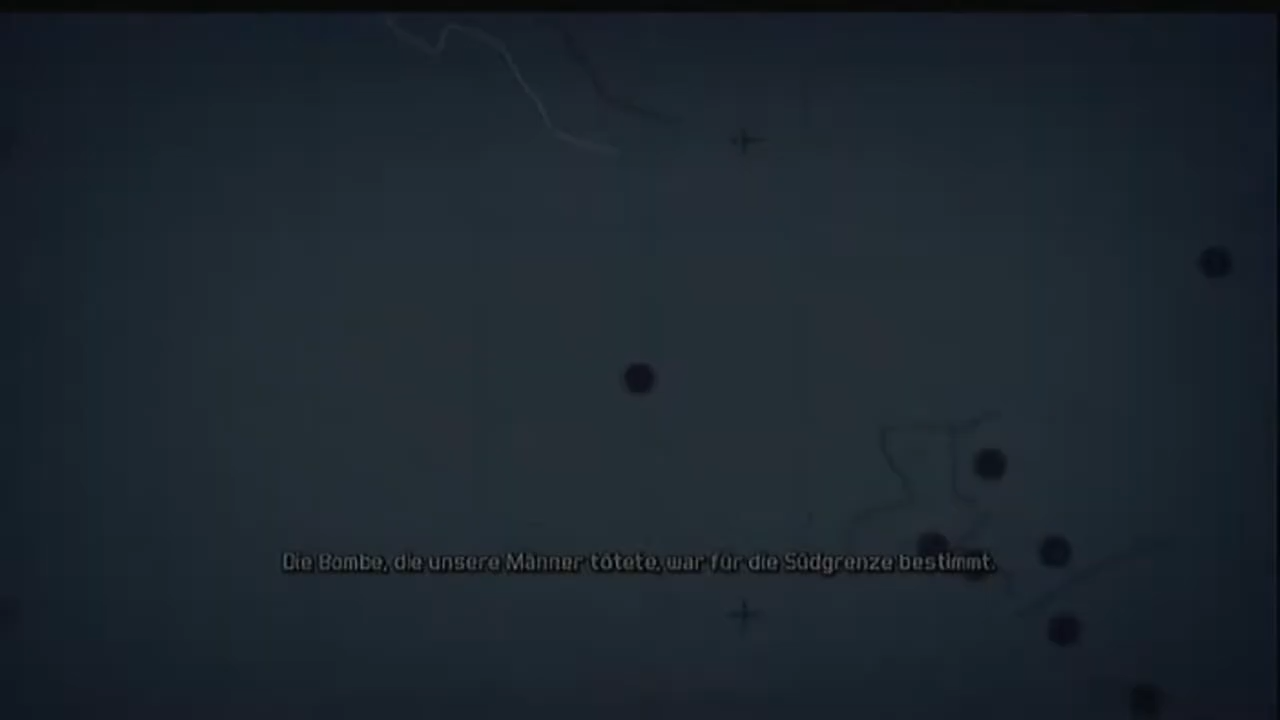 Die Bombe, die unsere Männer tötete, war für die Südgrenze bestimmt.